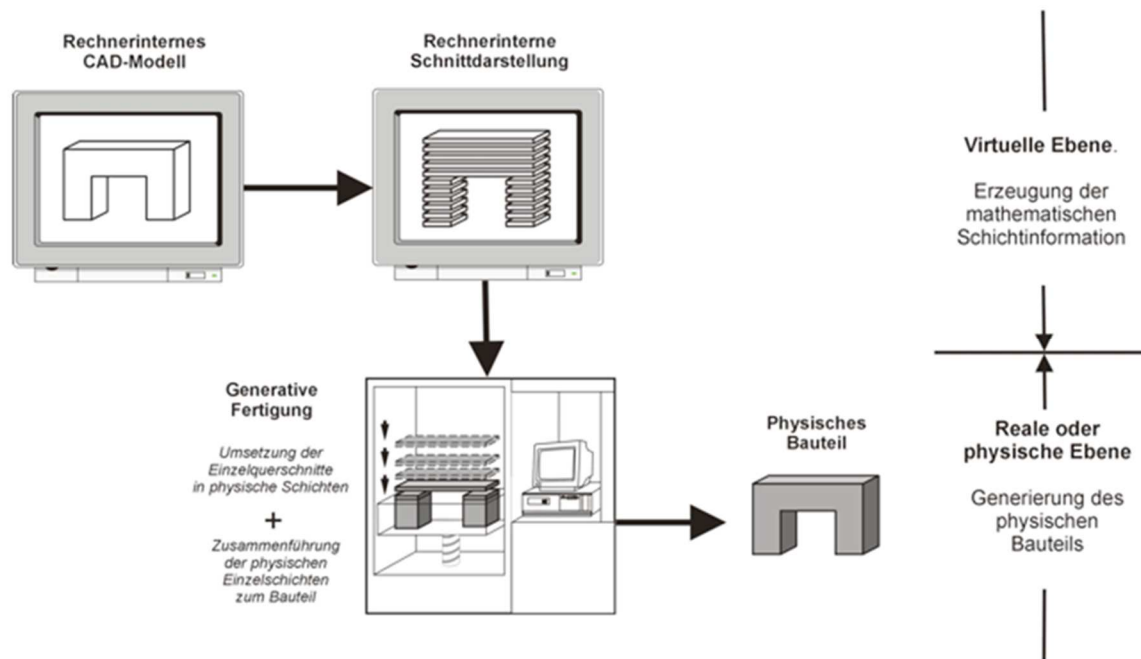 Rechnerinternes
CAD-Modell
Rechnerinterne
Schnittdarstellung
Virtuelle Ebene.
Erzeugung der
mathematischen
Schichtinformation
Generative
Fertigung
Umsetzung der
Einzelquerschnitte
in physische Schichten
+
Zusammenführung
der physischen
Einzelschichten
zum Bauteil
Physisches
Bauteil
Reale oder
physische Ebene
Generierung des
physischen
Bauteils